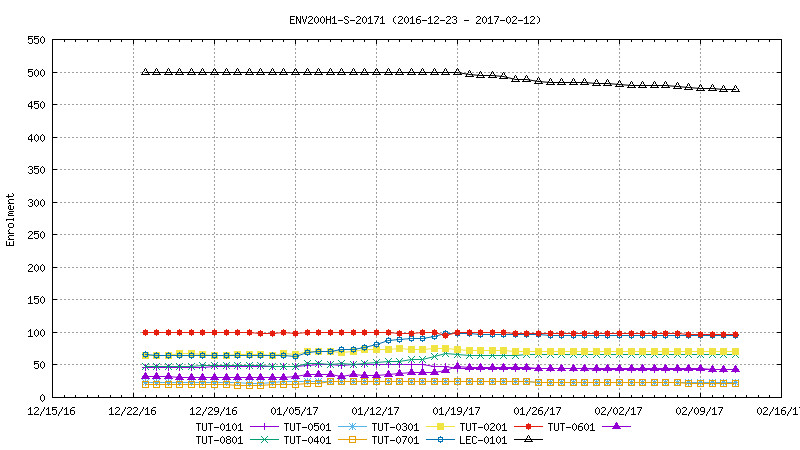 ENV200H1-S-20171 (2016-12-23 - 2017-02-12)
550
500
450
400
350
300
250
200
150
100
50
0
Enrolment
12/15/16 12/22/16 12/29/16 01/05/17 01/12/17 01/19/17 01/26/17 02/02/17 02/09/17 02/16/17
TUT-0101 TUT-0501 TUT-0301 TUT-0201 TUT-0601
TUT-0801 TUT-0401 TUT-0701 LEC-0101